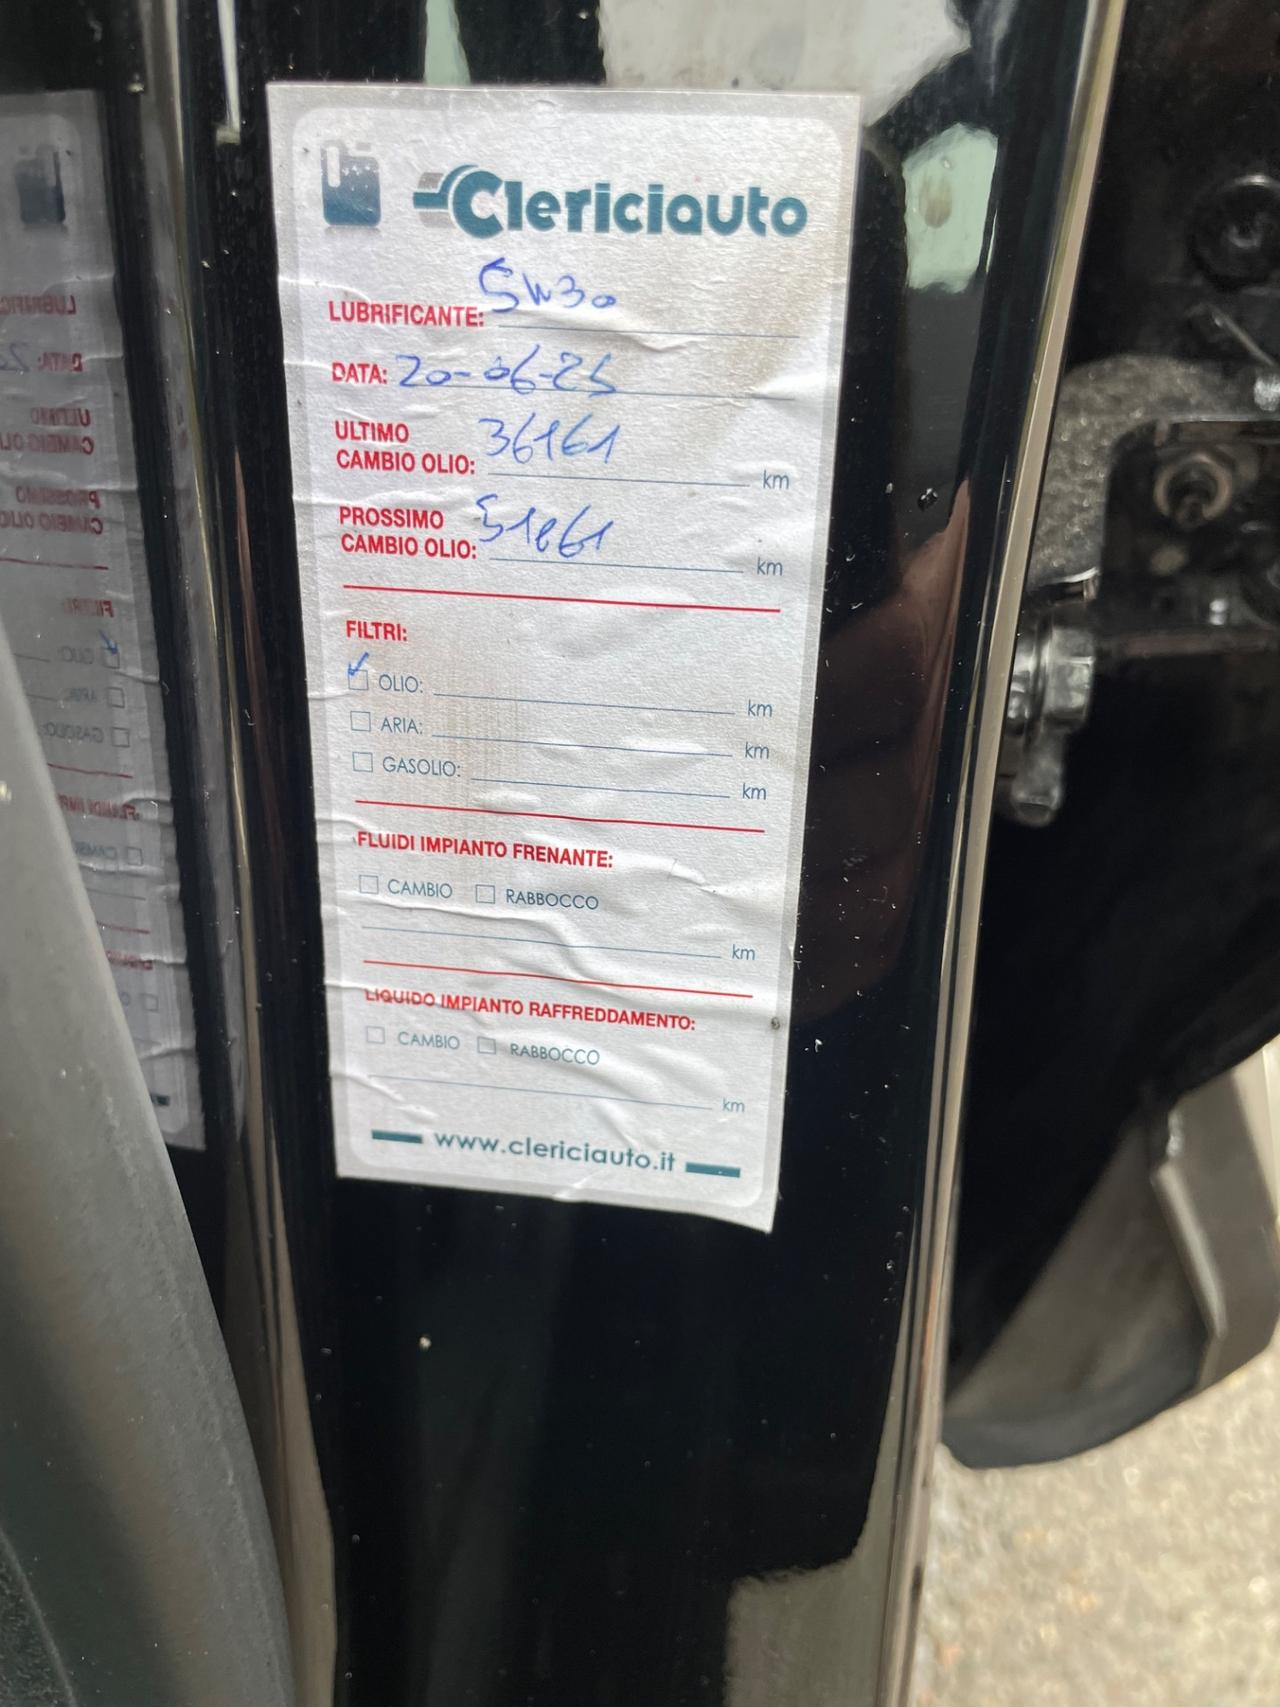 Clericiauto
LUBRIFICANTE: 5W30
DATA: 20-06-25
ULTIMO
CAMBIO OLIO: 36161 km
PROSSIMO
CAMBIO OLIO: 51161 km
FILTRI:
OLIO: km
ARIA: km
GASOLIO: km
FLUIDI IMPIANTO FRENANTE:
CAMBIO RABBOCCO
km
LIQUIDO IMPIANTO RAFFREDDAMENTO:
CAMBIO RABBOCCO
km
www.clericiauto.it